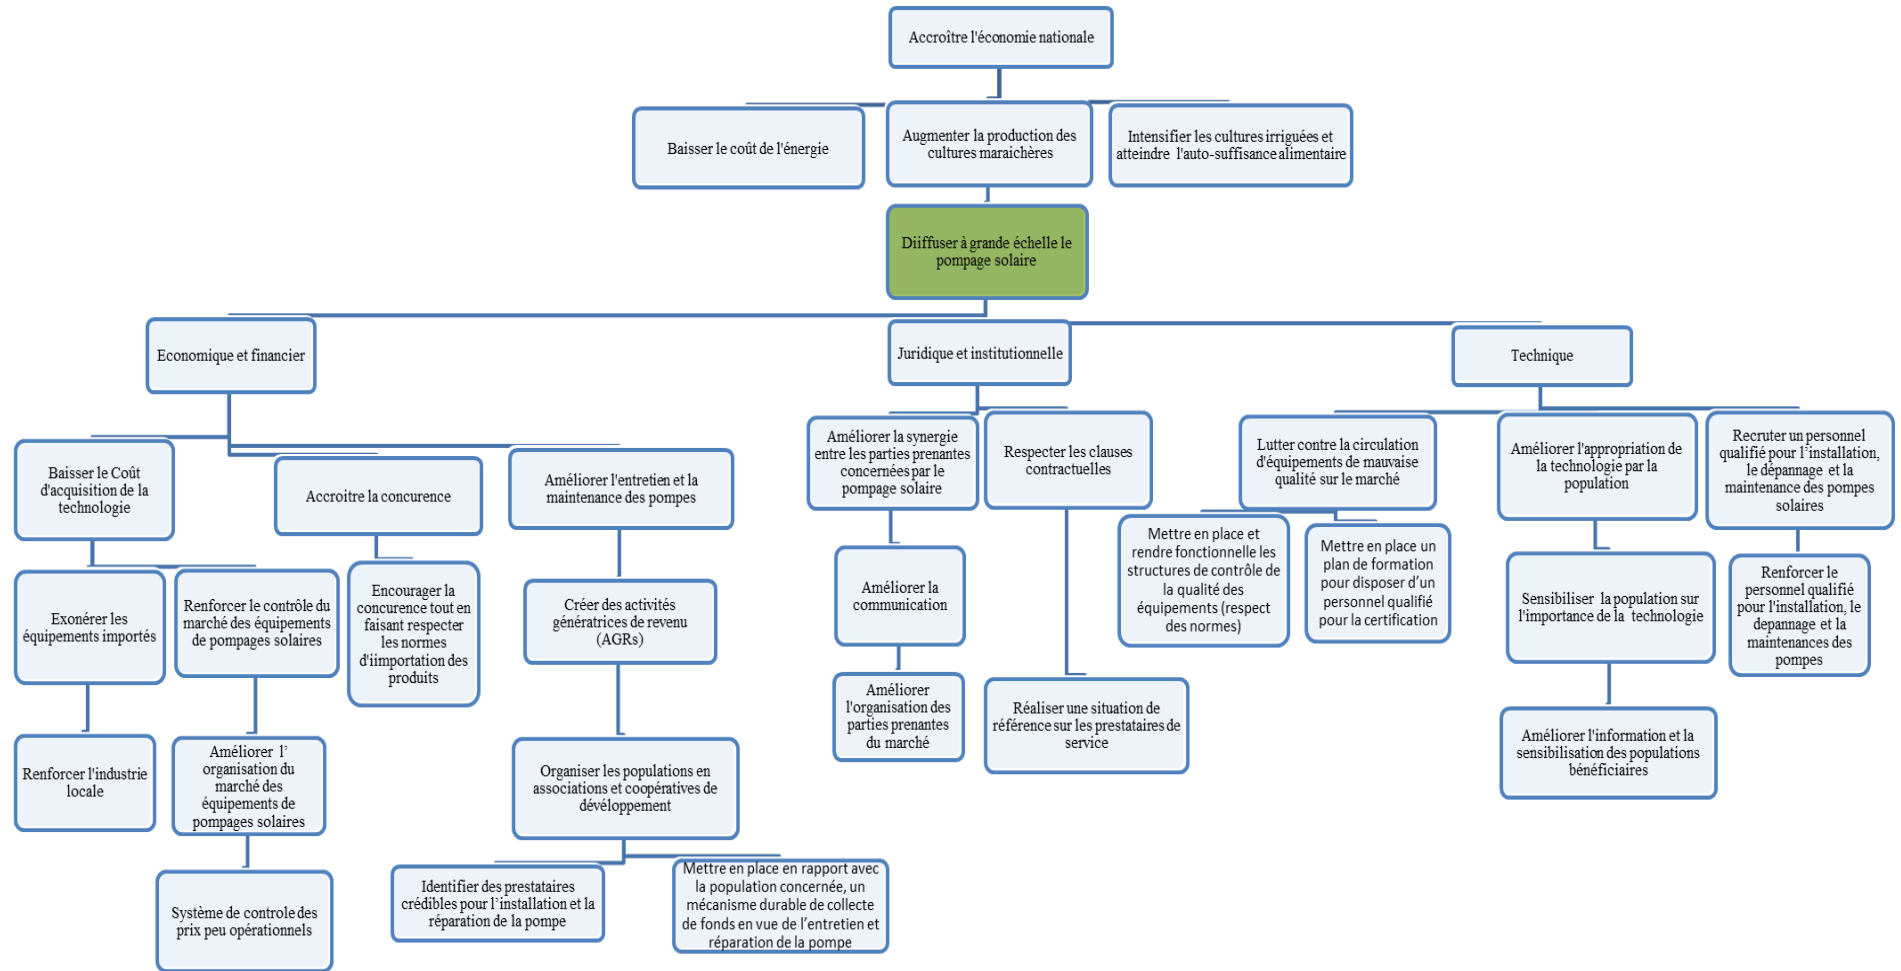 Accroître l'économie nationale
Baisser le coût de l'énergie
Augmenter la production des
cultures maraichères
Intensifier les cultures irriguées et
atteindre l'auto-suffisance alimentaire
Diiffuser à grande échelle le
pompage solaire
Economique et financier
Juridique et institutionnelle
Technique
Baisser le Coût
d'acquisition de la
technologie
Accroitre la concurence
Améliorer l'entretien et la
maintenance des pompes
Améliorer la synergie
entre les parties prenantes
concernées par le
pompage solaire
Respecter les clauses
contractuelles
Lutter contre la circulation
d'équipements de mauvaise
qualité sur le marché
Améliorer l'appropriation de
la technologie par la
population
Recruter un personnel
qualifié pour l’installation,
le dépannage et la
maintenance des pompes
solaires
Exonérer les
équipements importés
Renforcer le contrôle du
marché des équipements
de pompages solaires
Encourager la
concurence tout en
faisant respecter
les normes
d'iimportation des
produits
Créer des activités
génératrices de revenu
(AGRs)
Améliorer la
communication
Mettre en place et
rendre fonctionnelle les
structures de contrôle de
la qualité des
équipements (respect
des normes)
Mettre en place un
plan de formation
pour disposer d’un
personnel qualifié
pour la certification
Sensibiliser la population sur
l'importance de la technologie
Renforcer le
personnel qualifié
pour l'installation, le
depannage et la
maintenances des
pompes
Renforcer l'industrie
locale
Améliorer l’
organisation du
marché des
équipements de
pompages solaires
Organiser les populations en
associations et coopératives de
dévéloppement
Améliorer
l'organisation des
parties prenantes
du marché
Réaliser une situation de
référence sur les prestataires de
service
Améliorer l'information et la
sensibilisation des populations
bénéficiaires
Système de controle des
prix peu opérationnels
Identifier des prestataires
crédibles pour l’installation et la
réparation de la pompe
Mettre en place en rapport avec
la population concernée, un
mécanisme durable de collecte
de fonds en vue de l’entretien et
réparation de la pompe